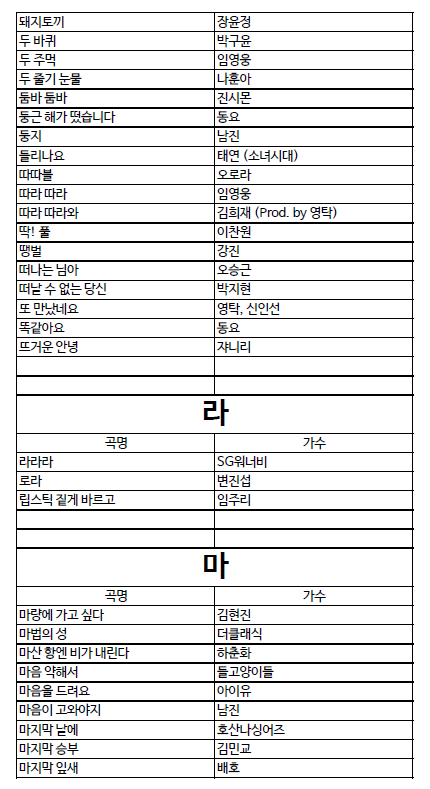 돼지토끼 장윤정
두 바퀴 박구윤
두 주먹 임영웅
두 줄기 눈물 나훈아
둠바 둠바 진시몬
둥근 해가 떴습니다 동요
둥지 남진
들리나요 태연 (소녀시대)
따따블 오로라
따라 따라 임영웅
따라 따라와 김희재 (Prod. by 영탁)
딱! 풀 이찬원
땡벌 강진
떠나는 님아 오승근
떠날 수 없는 당신 박지현
또 만났네요 영탁, 신인선
똑같아요 동요
뜨거운 안녕 쟈니리
라
곡명 가수
라라라 SG워너비
로라 변진섭
립스틱 짙게 바르고 임주리
마
곡명 가수
마량에 가고 싶다 김현진
마법의 성 더클래식
마산 항엔 비가 내린다 하춘화
마음 약해서 들고양이들
마음을 드려요 아이유
마음이 고와야지 남진
마지막 날에 호산나싱어즈
마지막 승부 김민교
마지막 잎새 배호